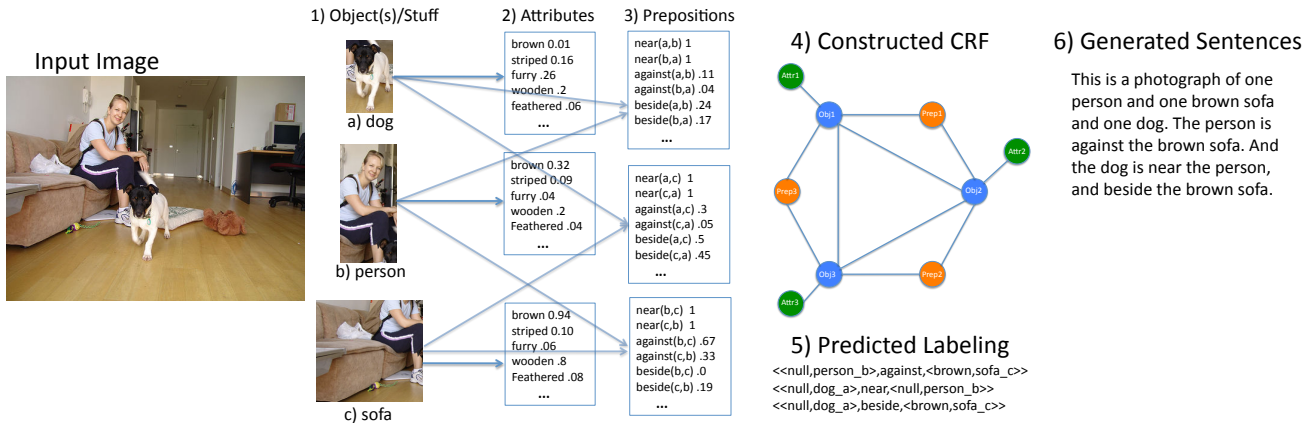 Input Image
1) Object(s)/Stuff
a) dog
b) person
c) sofa
2) Attributes
brown 0.01
striped 0.16
furry .26
wooden .2
feathered .06
...
brown 0.32
striped 0.09
furry .04
wooden .2
Feathered .04
...
brown 0.94
striped 0.10
furry .06
wooden .8
Feathered .08
...
3) Prepositions
near(a,b) 1
near(b,a) 1
against(a,b) .11
against(b,a) .04
beside(a,b) .24
beside(b,a) .17
...
near(a,c) 1
near(c,a) 1
against(a,c) .3
against(c,a) .05
beside(a,c) .5
beside(c,a) .45
...
near(b,c) 1
near(c,b) 1
against(b,c) .67
against(c,b) .33
beside(b,c) .0
beside(c,b) .19
...
4) Constructed CRF
Attr1
Obj1
Prep1
Attr2
Prep3
Obj2
Obj3
Prep2
Attr3
5) Predicted Labeling
<<null,person_b>,against,<brown,sofa_c>>
<<null,dog_a>,near,<null,person_b>>
<<null,dog_a>,beside,<brown,sofa_c>>
6) Generated Sentences
This is a photograph of one
person and one brown sofa
and one dog. The person is
against the brown sofa. And
the dog is near the person,
and beside the brown sofa.